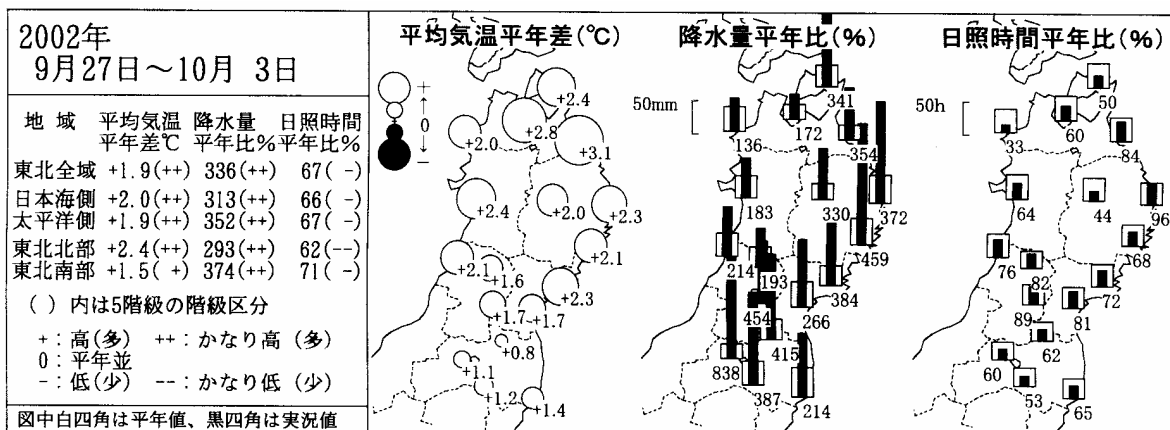 2002年
9月27日～10月 3日
地 域 平均気温 降水量 日照時間
平年差℃ 平年比% 平年比%
東北全域 +1.9(++) 336(++) 67( -)
日本海側 +2.0(++) 313(++) 66( -)
太平洋側 +1.9(++) 352(++) 67( -)
東北北部 +2.4(++) 293(++) 62(--)
東北南部 +1.5( +) 374(++) 71( -)
( ) 内は5階級の階級区分
+：高(多) ++：かなり高 (多)
0：平年並
-：低(少) --：かなり低 (少)
図中白四角は平年値、黒四角は実況値
平均気温平年差(℃)
+
↑
0
↓
-
+2.4
+2.8
+2.0
+3.1
+2.4
+2.0
+2.3
+2.1
+2.1
+1.6
+2.3
+1.7
+1.7
+0.8
+1.1
+1.2
+1.4
降水量平年比(%)
50mm
341
172
136
354
183
330
372
459
214
193
384
454
266
415
838
387
214
日照時間平年比(%)
50h
50
60
33
84
64
44
96
68
76
82
72
89
81
62
60
53
65